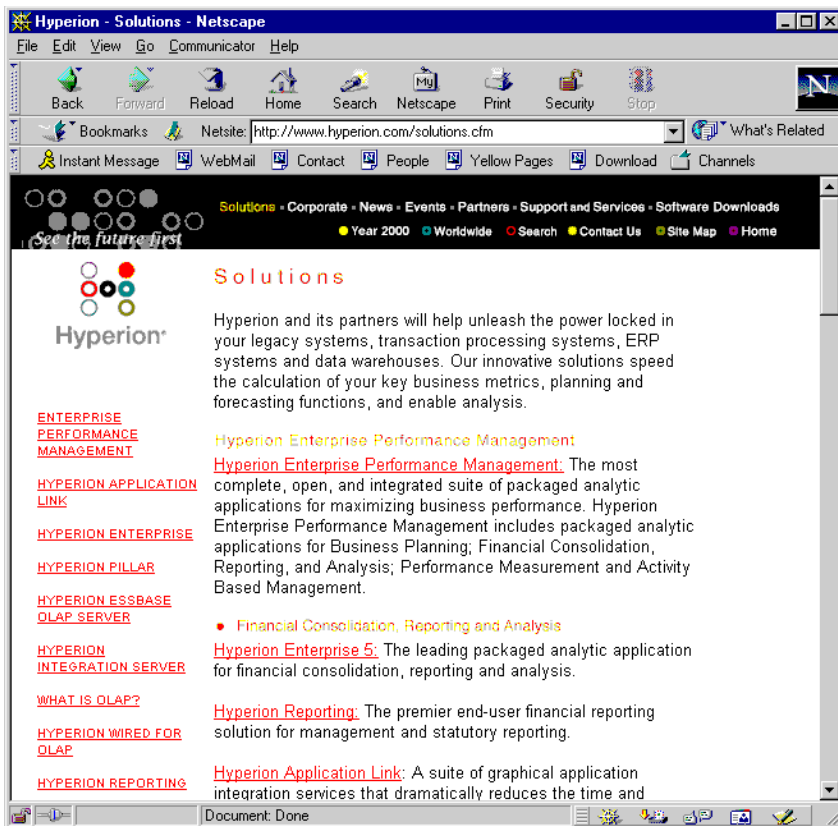 Hyperion - Solutions - Netscape
File Edit View Go Communicator Help
My
N
Back Forward Reload Home Search Netscape Print Security Stop
Bookmarks Netsite: http://www.hyperion.com/solutions.cfm What's Related
Instant Message WebMail Contact People Yellow Pages Download Channels
Solutions - Corporate - News - Events - Partners - Support and Services - Software Downloads
Year 2000 Worldwide Search Contact Us Site Map Home
See the future first
Hyperion
ENTERPRISE
PERFORMANCE
MANAGEMENT
HYPERION APPLICATION
LINK
HYPERION ENTERPRISE
HYPERION PILLAR
HYPERION ESSBASE
OLAP SERVER
HYPERION
INTEGRATION SERVER
WHAT IS OLAP?
HYPERION WIRED FOR
OLAP
HYPERION REPORTING
Solutions
Hyperion and its partners will help unleash the power locked in
your legacy systems, transaction processing systems, ERP
systems and data warehouses. Our innovative solutions speed
the calculation of your key business metrics, planning and
forecasting functions, and enable analysis.
Hyperion Enterprise Performance Management
Hyperion Enterprise Performance Management: The most
complete, open, and integrated suite of packaged analytic
applications for maximizing business performance. Hyperion
Enterprise Performance Management includes packaged analytic
applications for Business Planning; Financial Consolidation,
Reporting, and Analysis; Performance Measurement and Activity
Based Management.
• Financial Consolidation, Reporting and Analysis
Hyperion Enterprise 5: The leading packaged analytic application
for financial consolidation, reporting and analysis.
Hyperion Reporting: The premier end-user financial reporting
solution for management and statutory reporting.
Hyperion Application Link: A suite of graphical application
integration services that dramatically reduces the time and
Document: Done